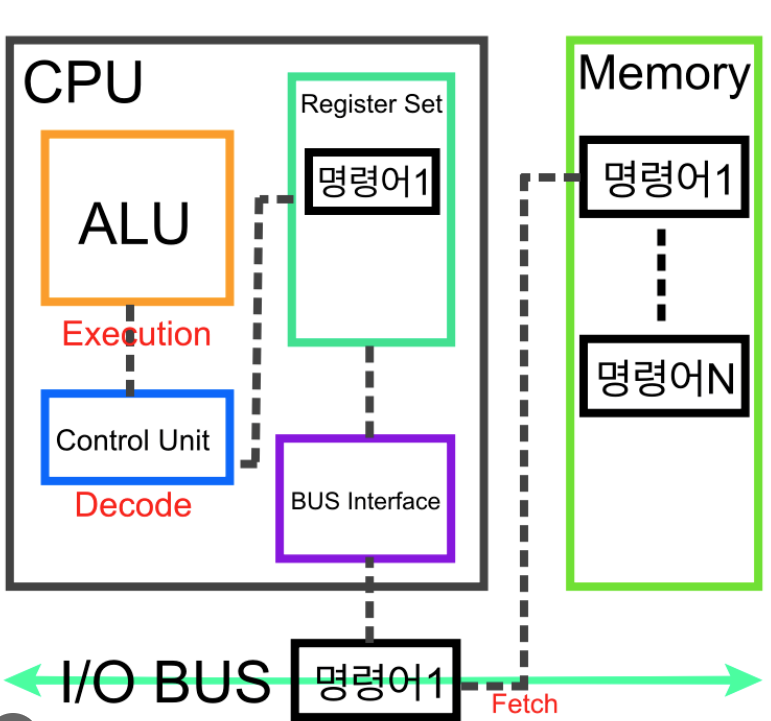 CPU
Register Set
명령어1
ALU
Execution
Control Unit
Decode
BUS Interface
Memory
명령어1
명령어N
I/O BUS
명령어1
Fetch